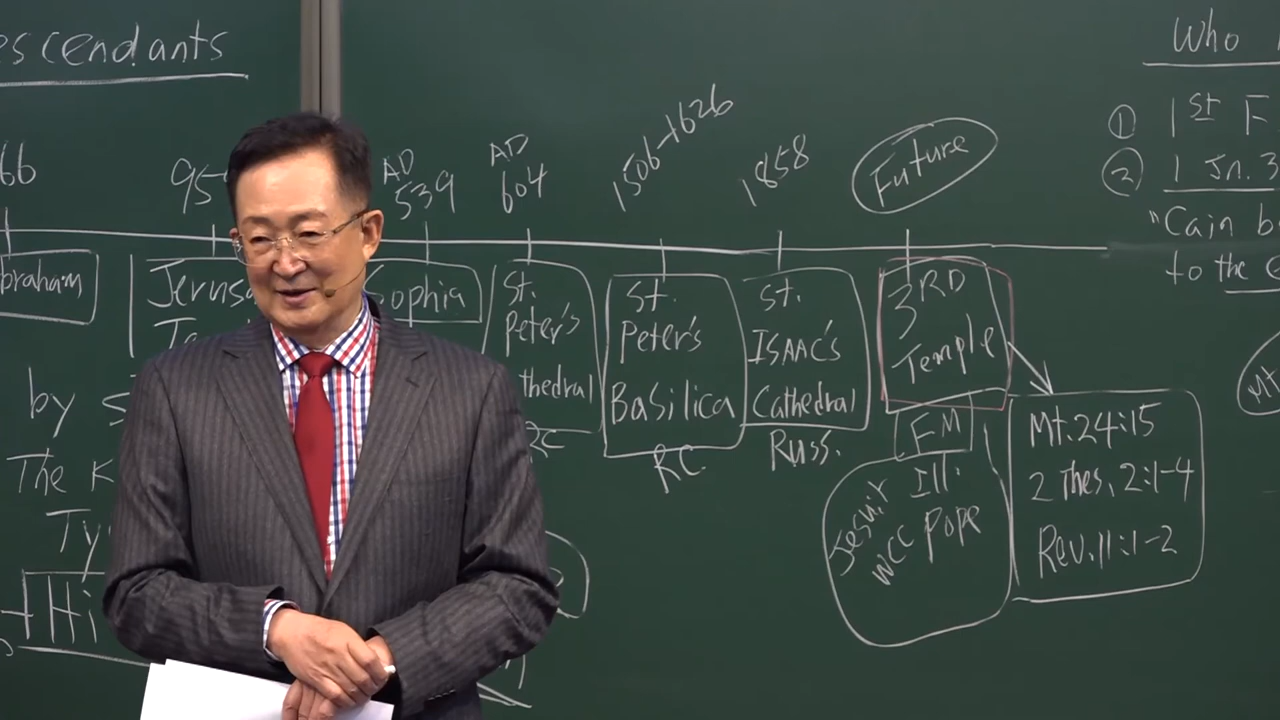 escendants
66
95
AD
539
AD
604
1506-1626
1858
Future
braham
Jerusa
ophia
St.
Peter's
thedral
St.
Peter's
Basilica
RC
St.
ISAAC's
Cathedral
Russ.
3RD
Temple
FM
Ill.
Jesuit
WCC Pope
Mt.24:15
2 Thes. 2:1-4
Rev.11:1-2
by S
The K
Ty
Hi
Who
① 1st F
② 1 Jn. 3
"Cain b
to the